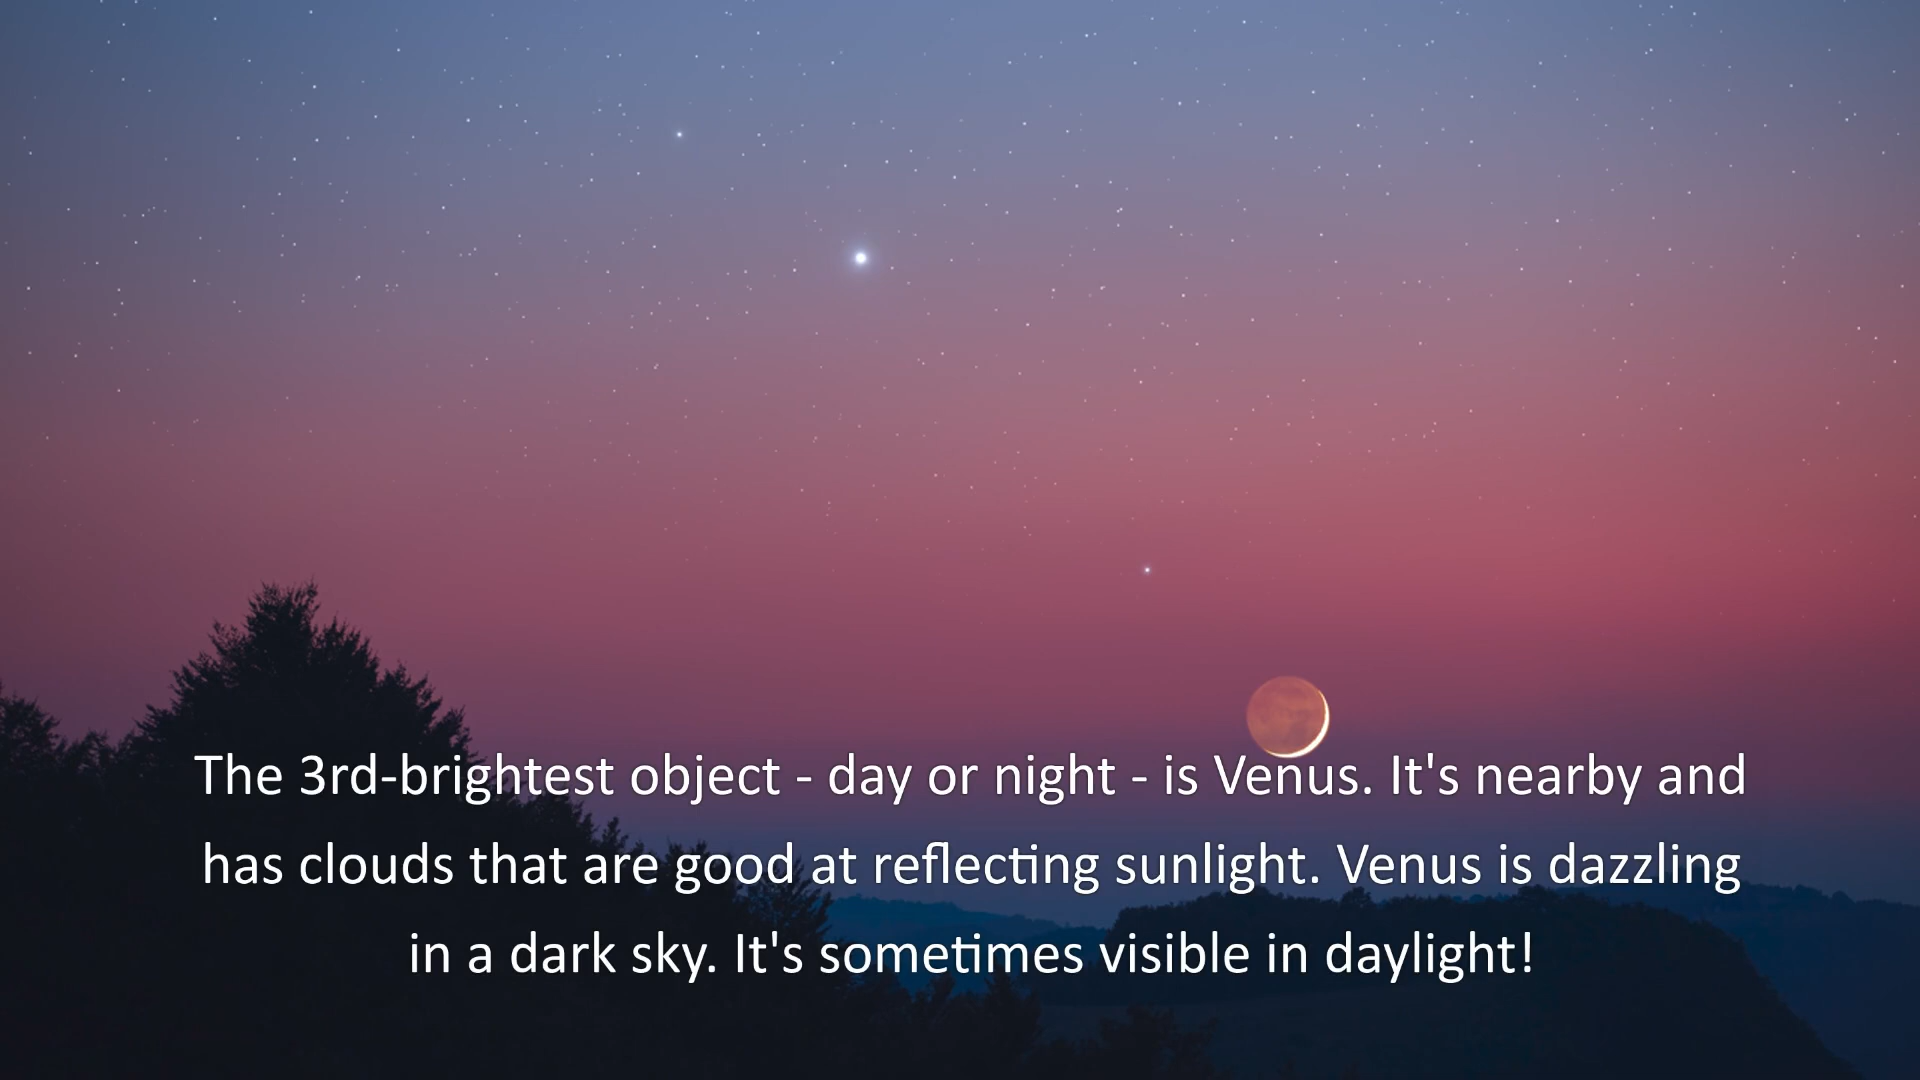 The 3rd-brightest object - day or night - is Venus. It's nearby and
has clouds that are good at reflecting sunlight. Venus is dazzling
in a dark sky. It's sometimes visible in daylight!